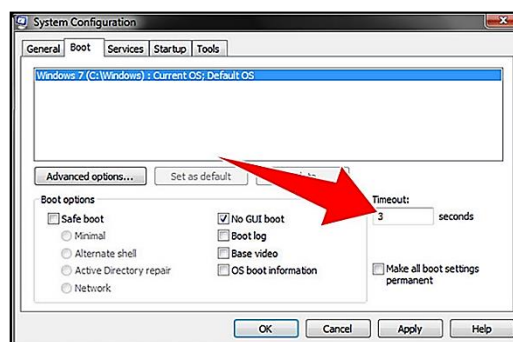 System Configuration
General Boot Services Startup Tools
Windows 7 (C:\Windows) : Current OS; Default OS
Advanced options... Set as default
Boot options
Timeout:
Safe boot No GUI boot 3 seconds
Minimal Boot log
Alternate shell Base video
Active Directory repair OS boot information Make all boot settings
permanent
Network
OK Cancel Apply Help